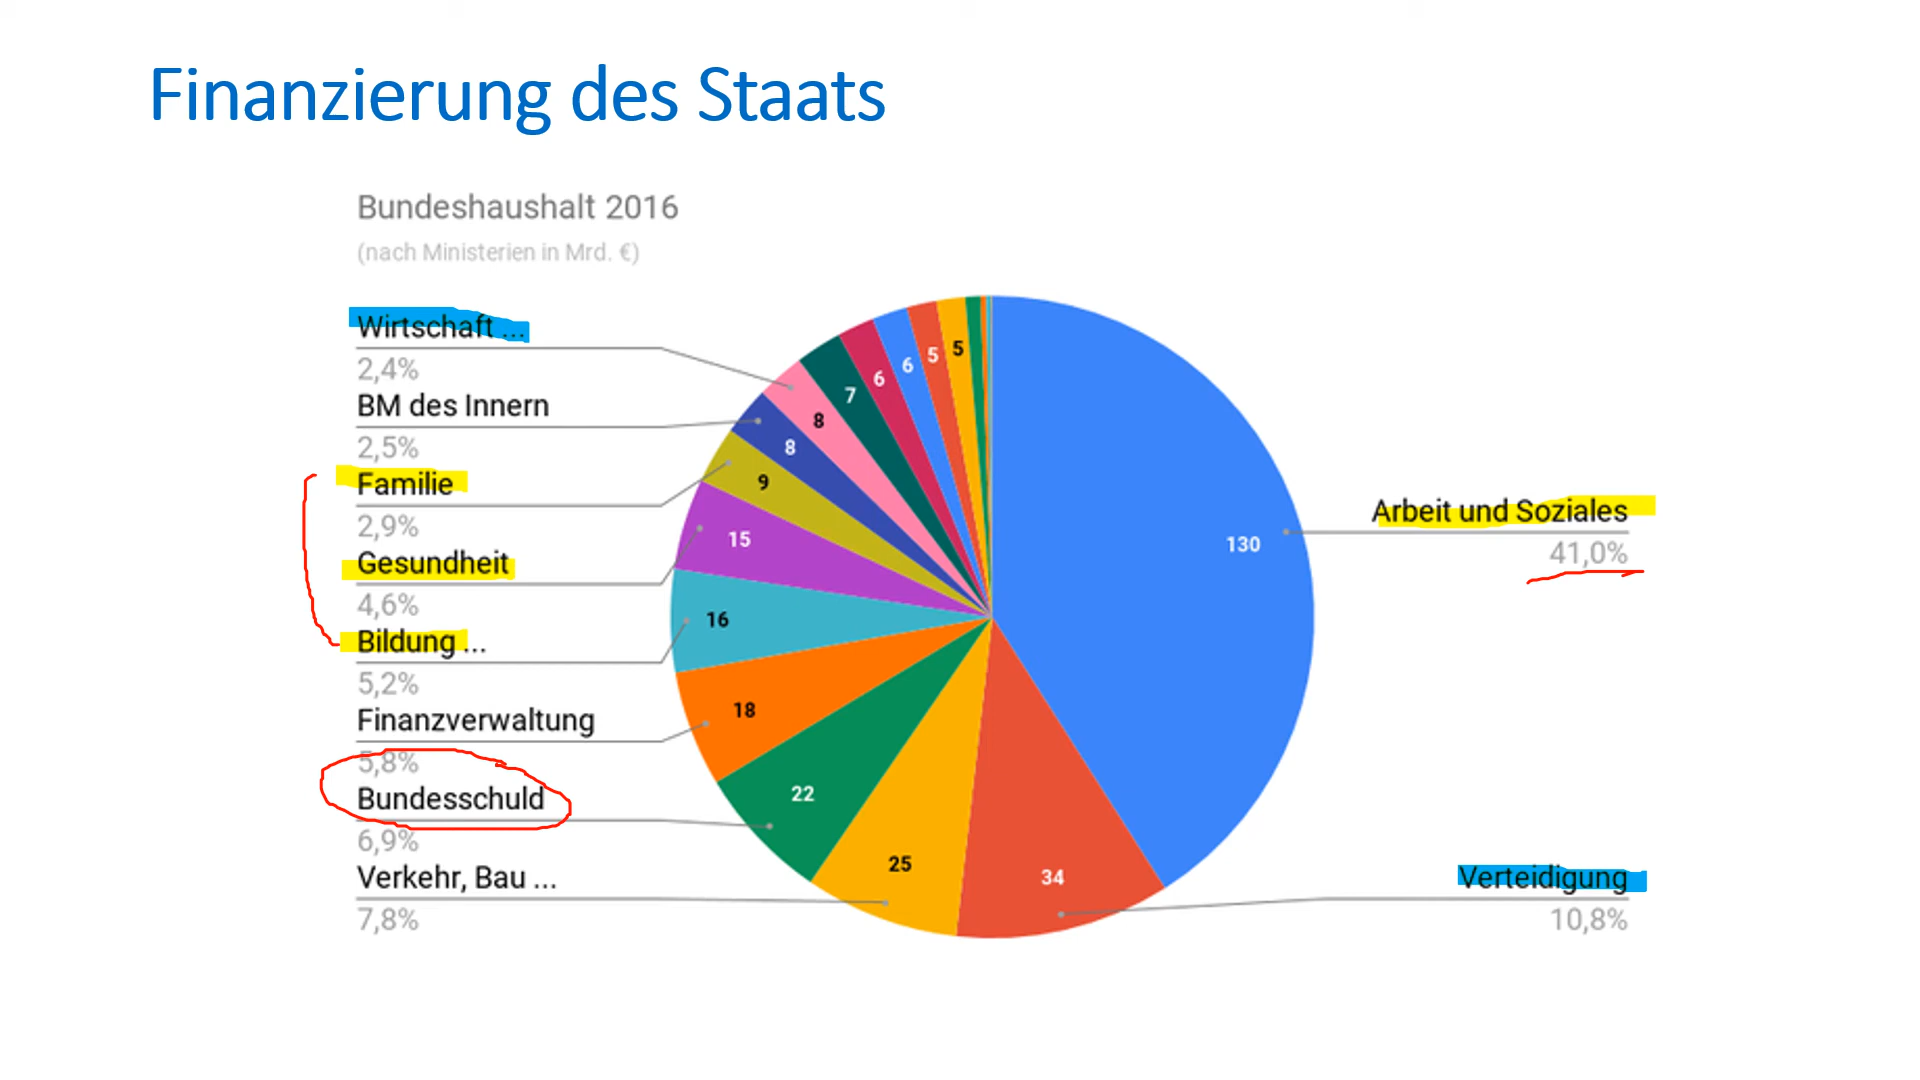 Finanzierung des Staats
Bundeshaushalt 2016
(nach Ministerien in Mrd. €)
Wirtschaft ...
2,4%
BM des Innern
2,5%
Familie
2,9%
Gesundheit
4,6%
Bildung ...
5,2%
Finanzverwaltung
5,8%
Bundesschuld
6,9%
Verkehr, Bau ...
7,8%
Arbeit und Soziales
41,0%
Verteidigung
10,8%
130
34
25
22
18
16
15
9
8
8
7
6
6
5
5